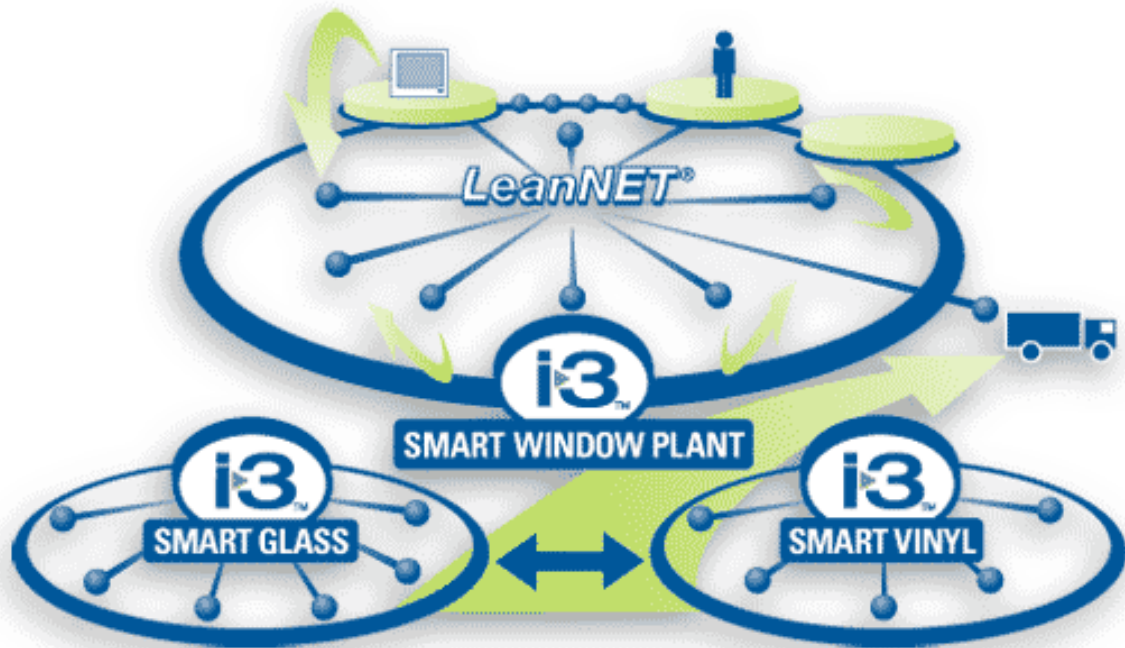 LeanNET®
i3™
SMART WINDOW PLANT
i3™
SMART GLASS
i3™
SMART VINYL